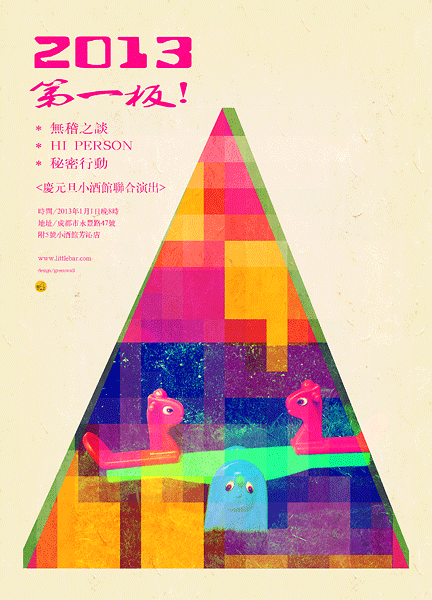 2013
第一板!
* 無稽之談
* HI PERSON
* 秘密行動
<慶元旦小酒館聯合演出>
時間/2013年1月1日晚8時
地址/成都市永豐路47號
附5號小酒館芳沁店
www.littlebar.com